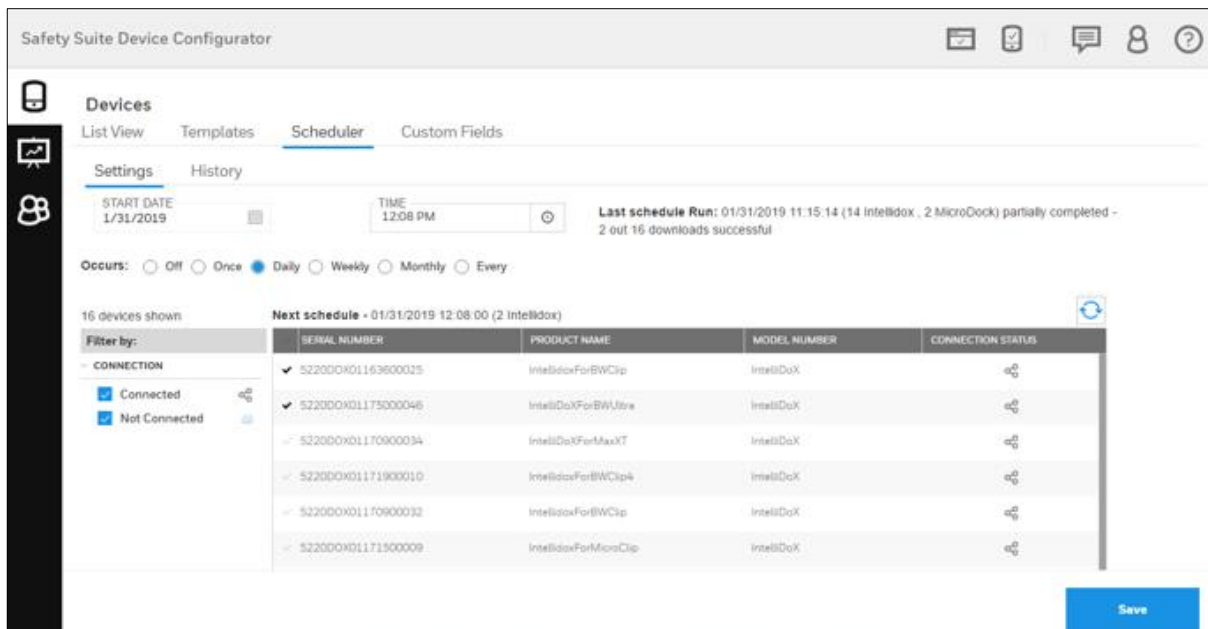 Safety Suite Device Configurator
Devices
List View Templates Scheduler Custom Fields
Settings History
START DATE
1/31/2019
TIME
12:08 PM
Last schedule Run: 01/31/2019 11:15:14 (14 Intellidox , 2 MicroDock) partially completed -
2 out 16 downloads successful
Occurs: Off Once Daily Weekly Monthly Every
16 devices shown
Next schedule - 01/31/2019 12:08:00 (2 Intellidox)
Filter by:
SERIAL NUMBER PRODUCT NAME MODEL NUMBER CONNECTION STATUS
CONNECTION
Connected
Not Connected
5220DOX01163600025 IntellidoxForBWClip IntelliDoX
5220DOX01175000046 IntelliDoXForBWUltra IntelliDoX
5220DOX01170900034 IntelliDoXForMaxXT IntelliDoX
5220DOX01171900010 IntellidoxForBWClip4 IntelliDoX
5220DOX01170900032 IntellidoxForBWClip IntelliDoX
5220DOX01171500009 IntellidoxForMicroClip IntelliDoX
Save